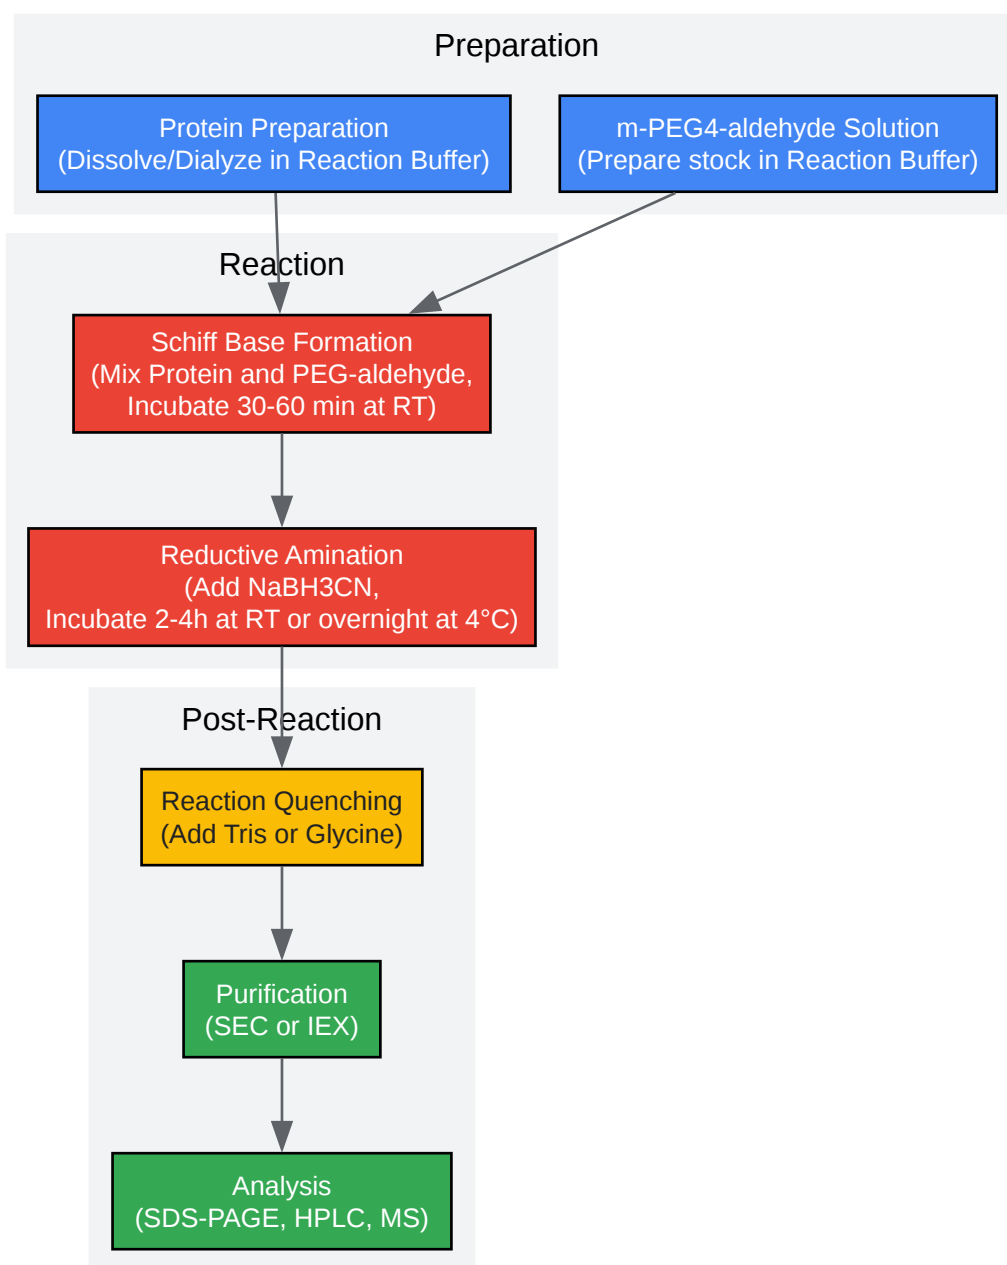 Preparation
Protein Preparation
(Dissolve/Dialyze in Reaction Buffer)
m-PEG4-aldehyde Solution
(Prepare stock in Reaction Buffer)
Reaction
Schiff Base Formation
(Mix Protein and PEG-aldehyde,
Incubate 30-60 min at RT)
Reductive Amination
(Add NaBH3CN,
Incubate 2-4h at RT or overnight at 4°C)
Post-Reaction
Reaction Quenching
(Add Tris or Glycine)
Purification
(SEC or IEX)
Analysis
(SDS-PAGE, HPLC, MS)